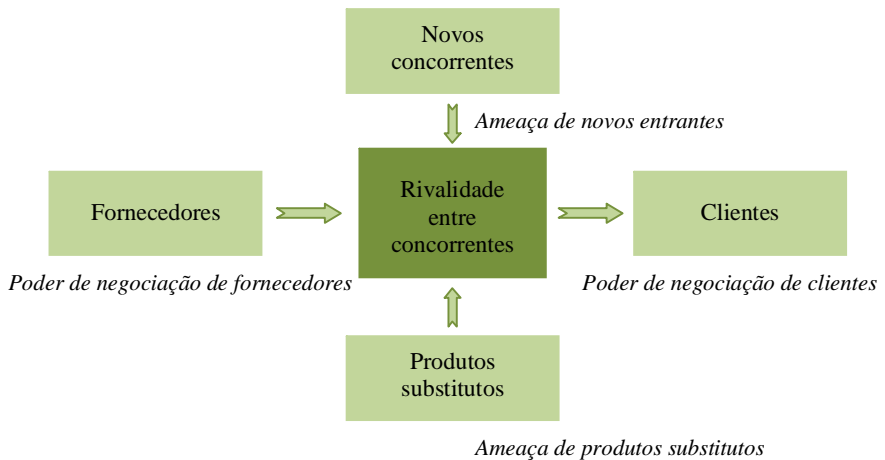 Novos
concorrentes
Ameaça de novos entrantes
Fornecedores
Rivalidade
entre
concorrentes
Clientes
Poder de negociação de fornecedores
Poder de negociação de clientes
Produtos
substitutos
Ameaça de produtos substitutos